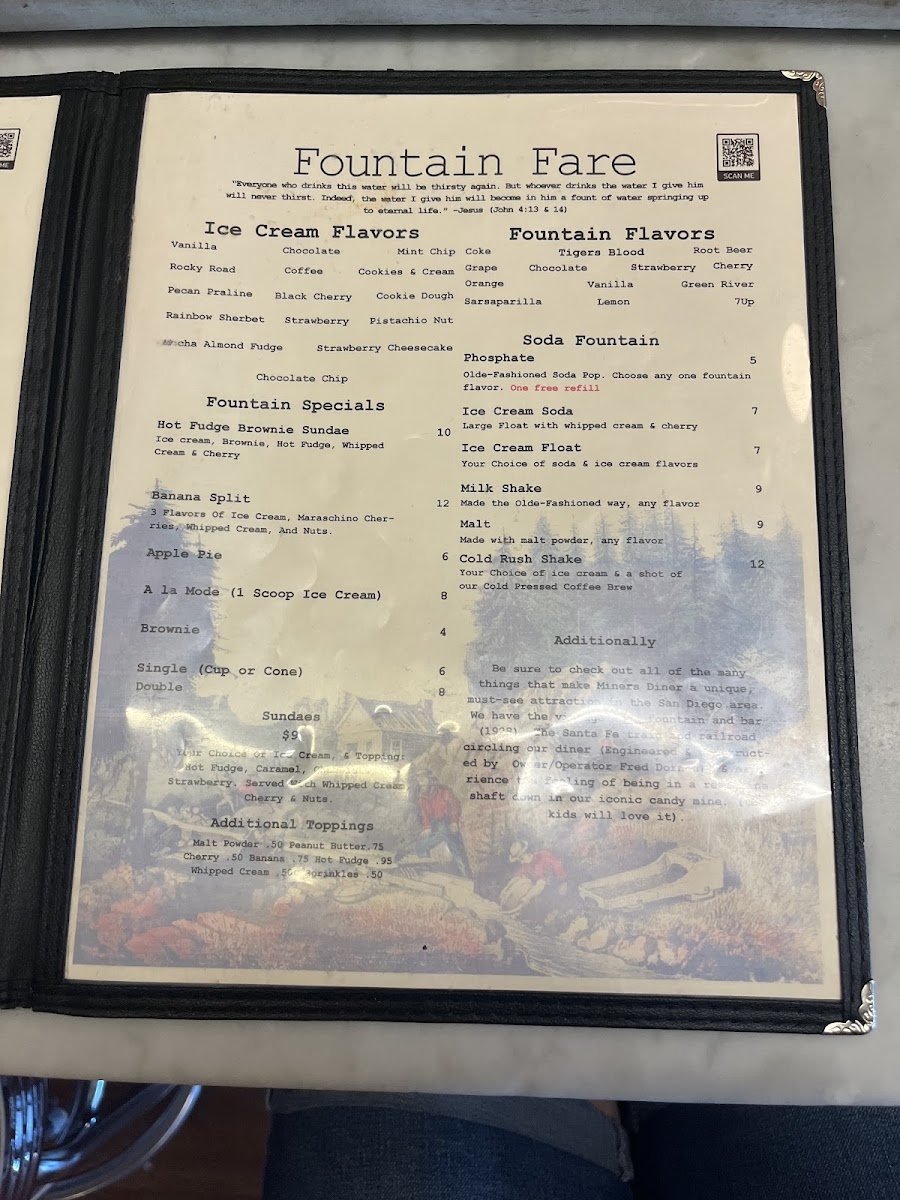 ME
SCAN ME
Fountain Fare
"Everyone who drinks this water will be thirsty again. But whoever drinks the water I give him
will never thirst. Indeed, the water I give him will become in him a fount of water springing up
to eternal life." -Jesus (John 4:13 & 14)
Ice Cream Flavors
Vanilla Chocolate Mint Chip
Rocky Road Coffee Cookies & Cream
Pecan Praline Black Cherry Cookie Dough
Rainbow Sherbet Strawberry Pistachio Nut
Mocha Almond Fudge Strawberry Cheesecake
Chocolate Chip
Fountain Specials
Hot Fudge Brownie Sundae 10
Ice cream, Brownie, Hot Fudge, Whipped
Cream & Cherry
Banana Split 12
3 Flavors Of Ice Cream, Maraschino Cher-
ries, Whipped Cream, And Nuts.
Apple Pie 6
A la Mode (1 Scoop Ice Cream) 8
Brownie 4
Single (Cup or Cone) 6
Double 8
Sundaes
$9
Your Choice Of Ice Cream, & Topping:
Hot Fudge, Caramel,
Strawberry. Served With Whipped Cream
Cherry & Nuts.
Additional Toppings
Malt Powder .50 Peanut Butter.75
Cherry .50 Banana .75 Hot Fudge .95
Whipped Cream .50 Sprinkles .50
Fountain Flavors
Coke Tigers Blood Root Beer
Grape Chocolate Strawberry Cherry
Orange Vanilla Green River
Sarsaparilla Lemon 7Up
Soda Fountain
Phosphate 5
Olde-Fashioned Soda Pop. Choose any one fountain
flavor. One free refill
Ice Cream Soda 7
Large Float with whipped cream & cherry
Ice Cream Float 7
Your Choice of soda & ice cream flavors
Milk Shake 9
Made the Olde-Fashioned way, any flavor
Malt 9
Made with malt powder, any flavor
Cold Rush Shake 12
Your Choice of ice cream & a shot of
our Cold Pressed Coffee Brew
Additionally
Be sure to check out all of the many
things that make Miners Diner a unique,
must-see attraction in the San Diego area.
We have the fountain and bar
(1928). The Santa Fe train and railroad
circling our diner (Engineered &
ed by Owner/Operator Fred
rience the feeling of being in a
shaft down in our iconic candy mine.
kids will love it).